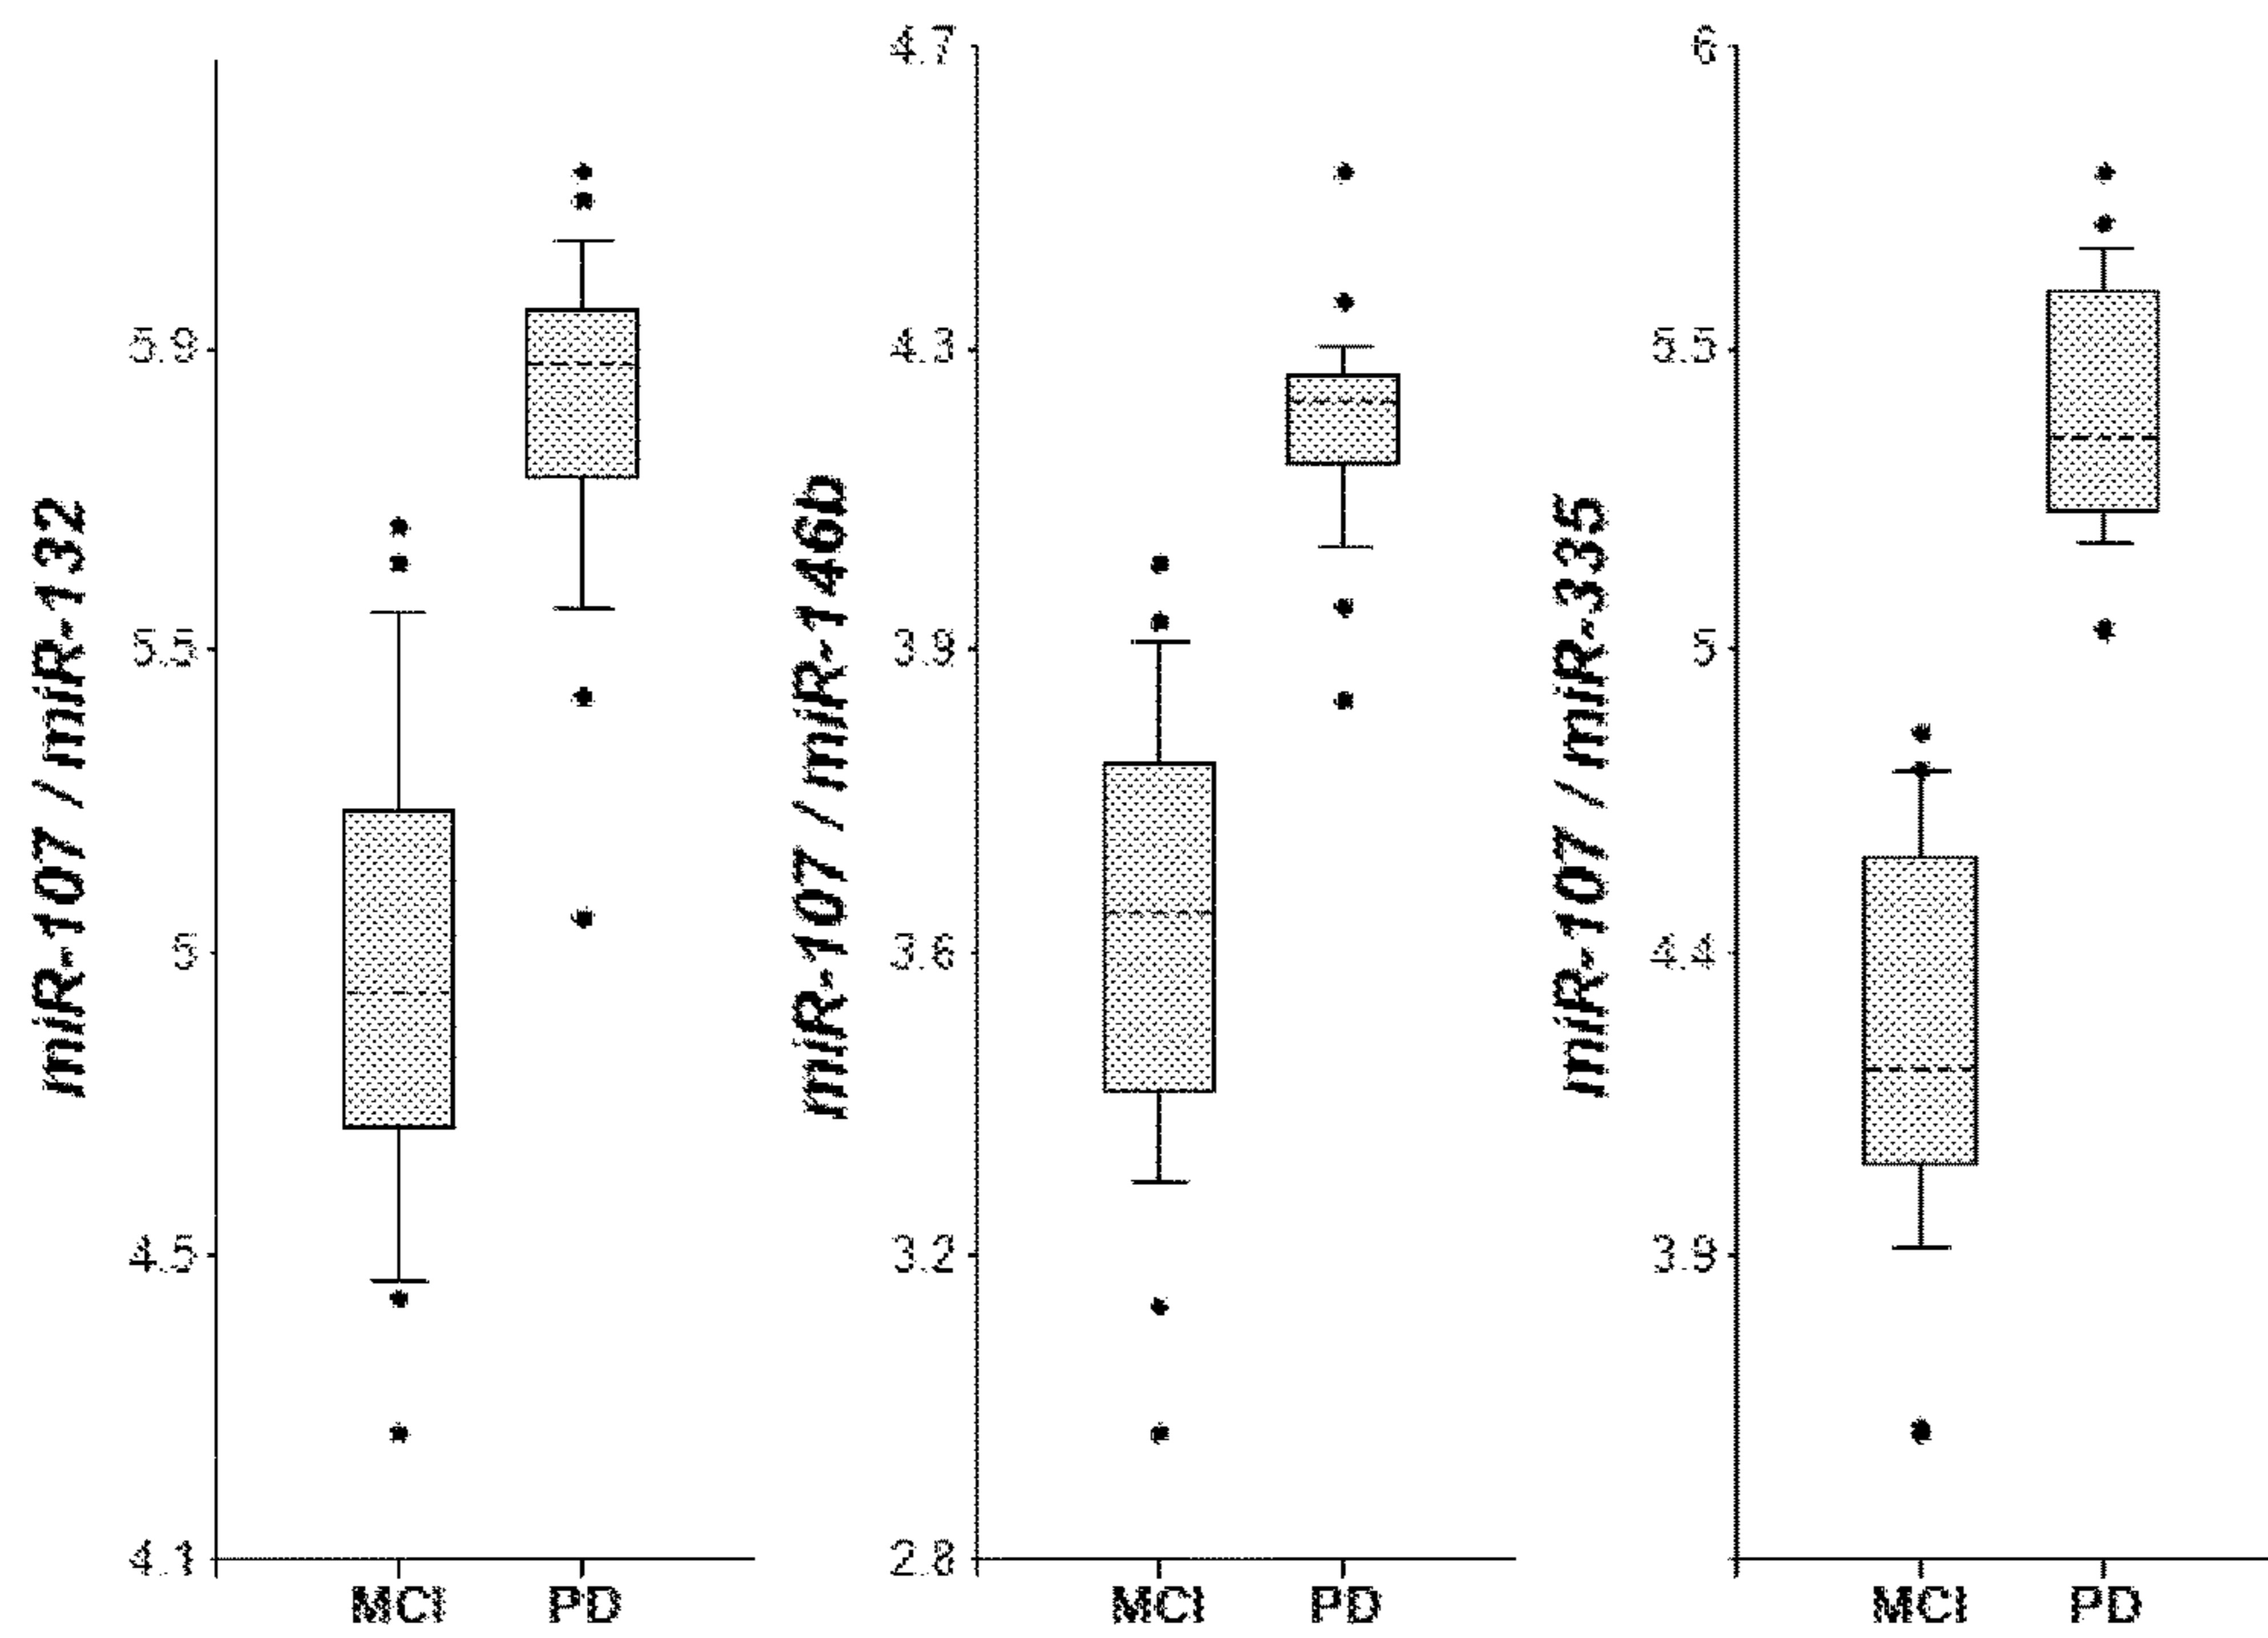 miR-107 / miR-132
5.9
5.5
5
4.5
4.1
MCI PD
miR-107 / miR-146b
4.7
4.3
3.9
3.6
3.2
2.8
MCI PD
miR-107 / miR-335
6
5.5
5
4.4
3.9
MCI PD